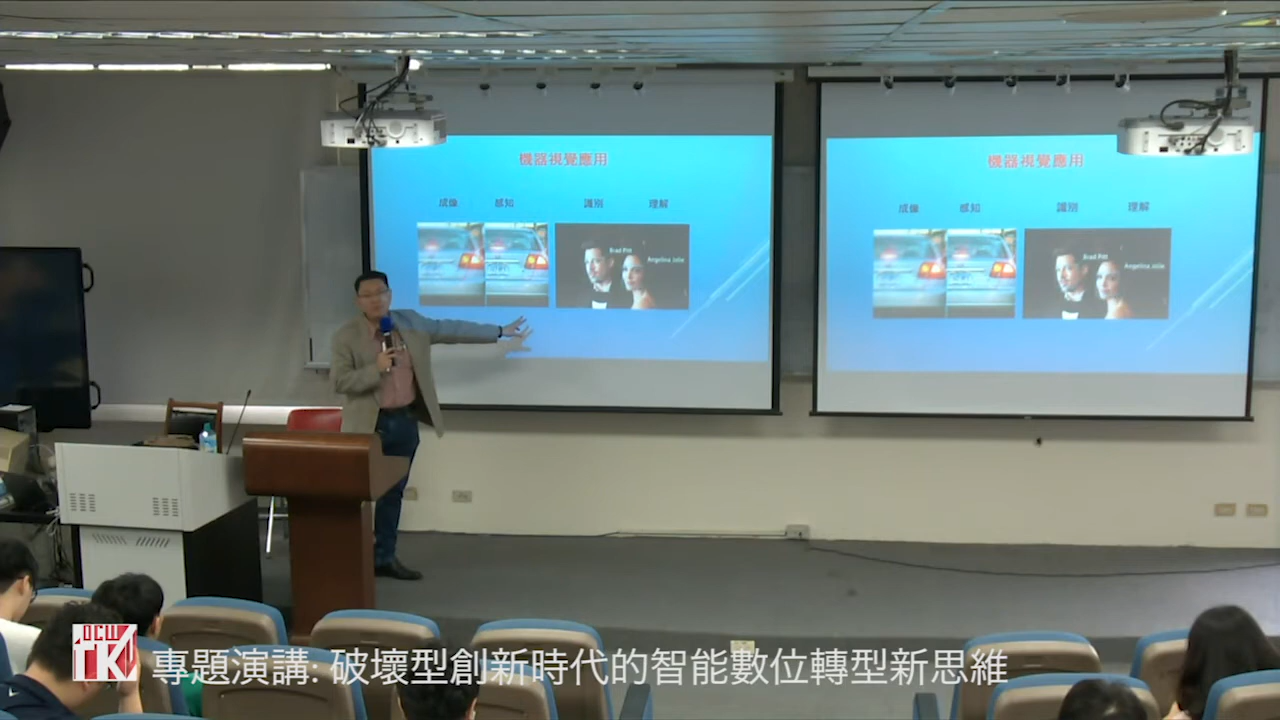 機器視覺應用
成像 感知 識別 理解
Brad Pitt
Angelina Jolie
機器視覺應用
成像 感知 識別 理解
Brad Pitt
Angelina Jolie
OCW
TKU
專題演講: 破壞型創新時代的智能數位轉型新思維